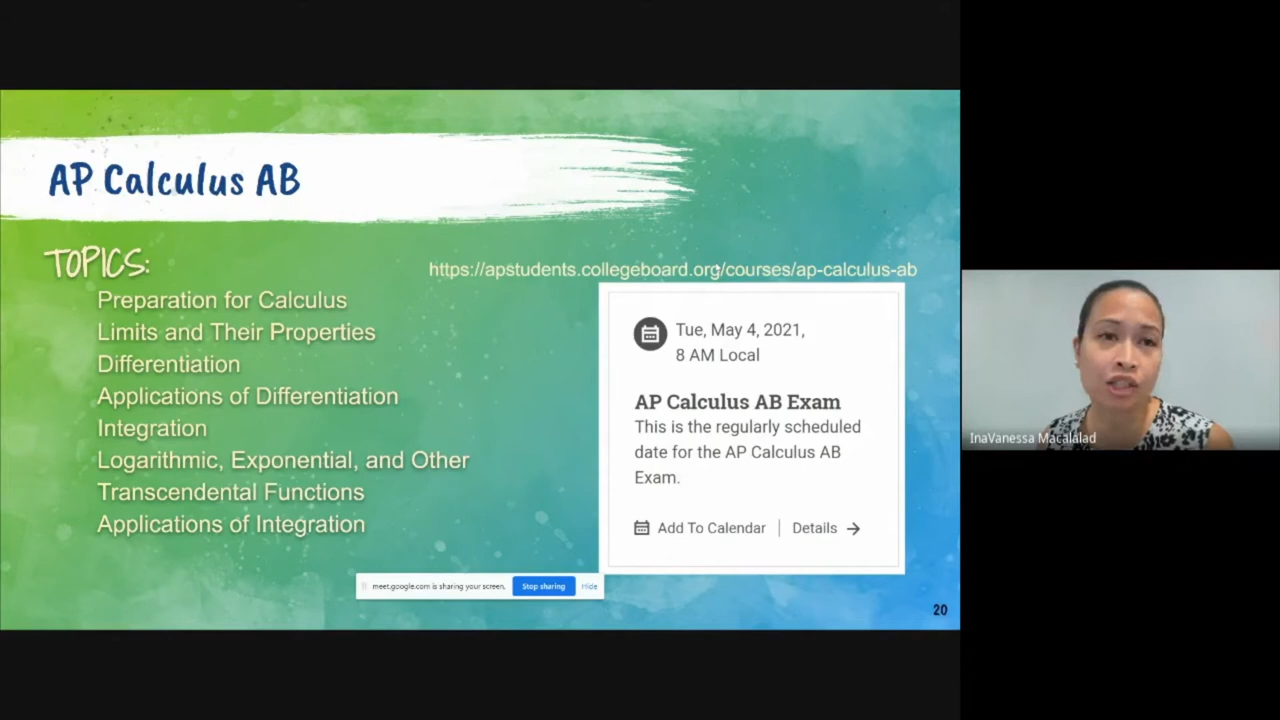 AP Calculus AB
TOPICS:
Preparation for Calculus
Limits and Their Properties
Differentiation
Applications of Differentiation
Integration
Logarithmic, Exponential, and Other
Transcendental Functions
Applications of Integration
https://apstudents.collegeboard.org/courses/ap-calculus-ab
Tue, May 4, 2021,
8 AM Local
AP Calculus AB Exam
This is the regularly scheduled
date for the AP Calculus AB
Exam.
Add To Calendar | Details →
meet.google.com is sharing your screen. Stop sharing Hide
20
InaVanessa Macalalad